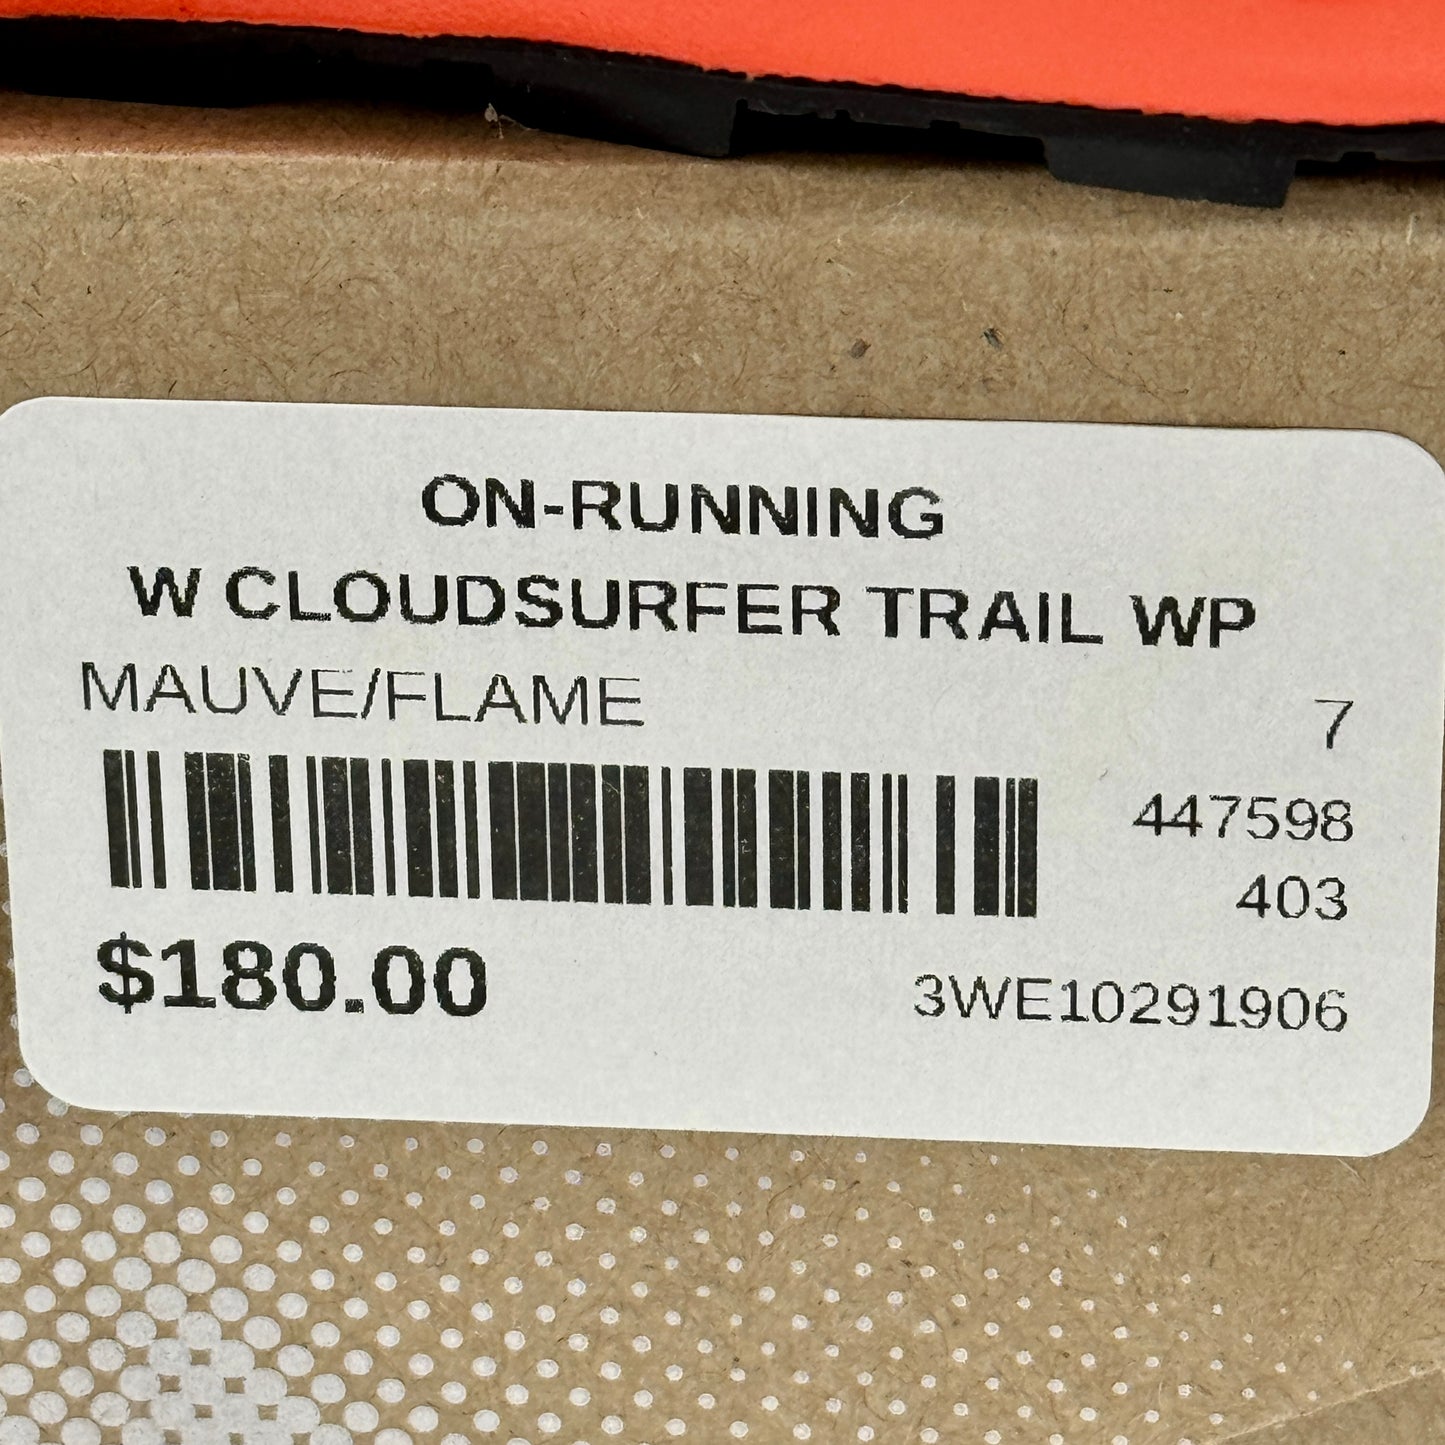 ON-RUNNING
W CLOUDSURFER TRAIL WP
MAUVE/FLAME 7
447598
403
$180.00 3WE10291906